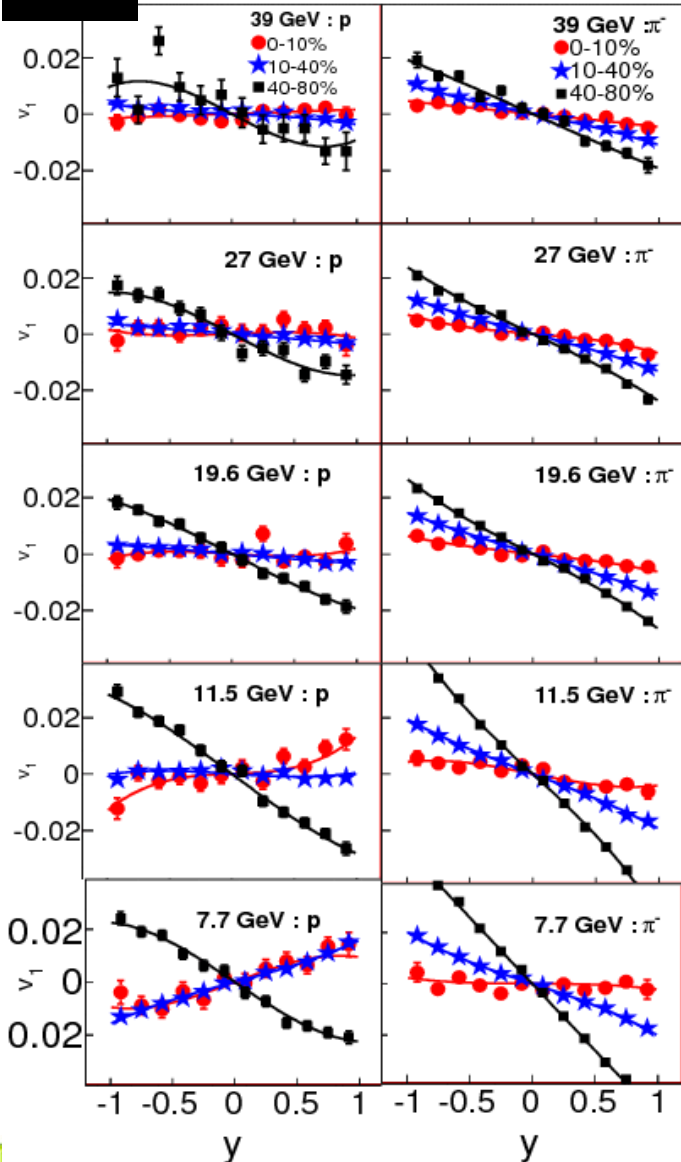 39 GeV : p
0-10%
10-40%
40-80%
0.02
0
-0.02
v1
39 GeV :π-
0-10%
10-40%
40-80%
27 GeV : p
0.02
0
-0.02
v1
27 GeV : π-
19.6 GeV : p
0.02
0
-0.02
v1
19.6 GeV :π-
11.5 GeV : p
0.02
0
-0.02
v1
11.5 GeV :π-
7.7 GeV : p
0.02
0
0.02
v1
7.7 GeV :π-
-1 -0.5 0 0.5 1
-1 -0.5 0 0.5 1
y
y